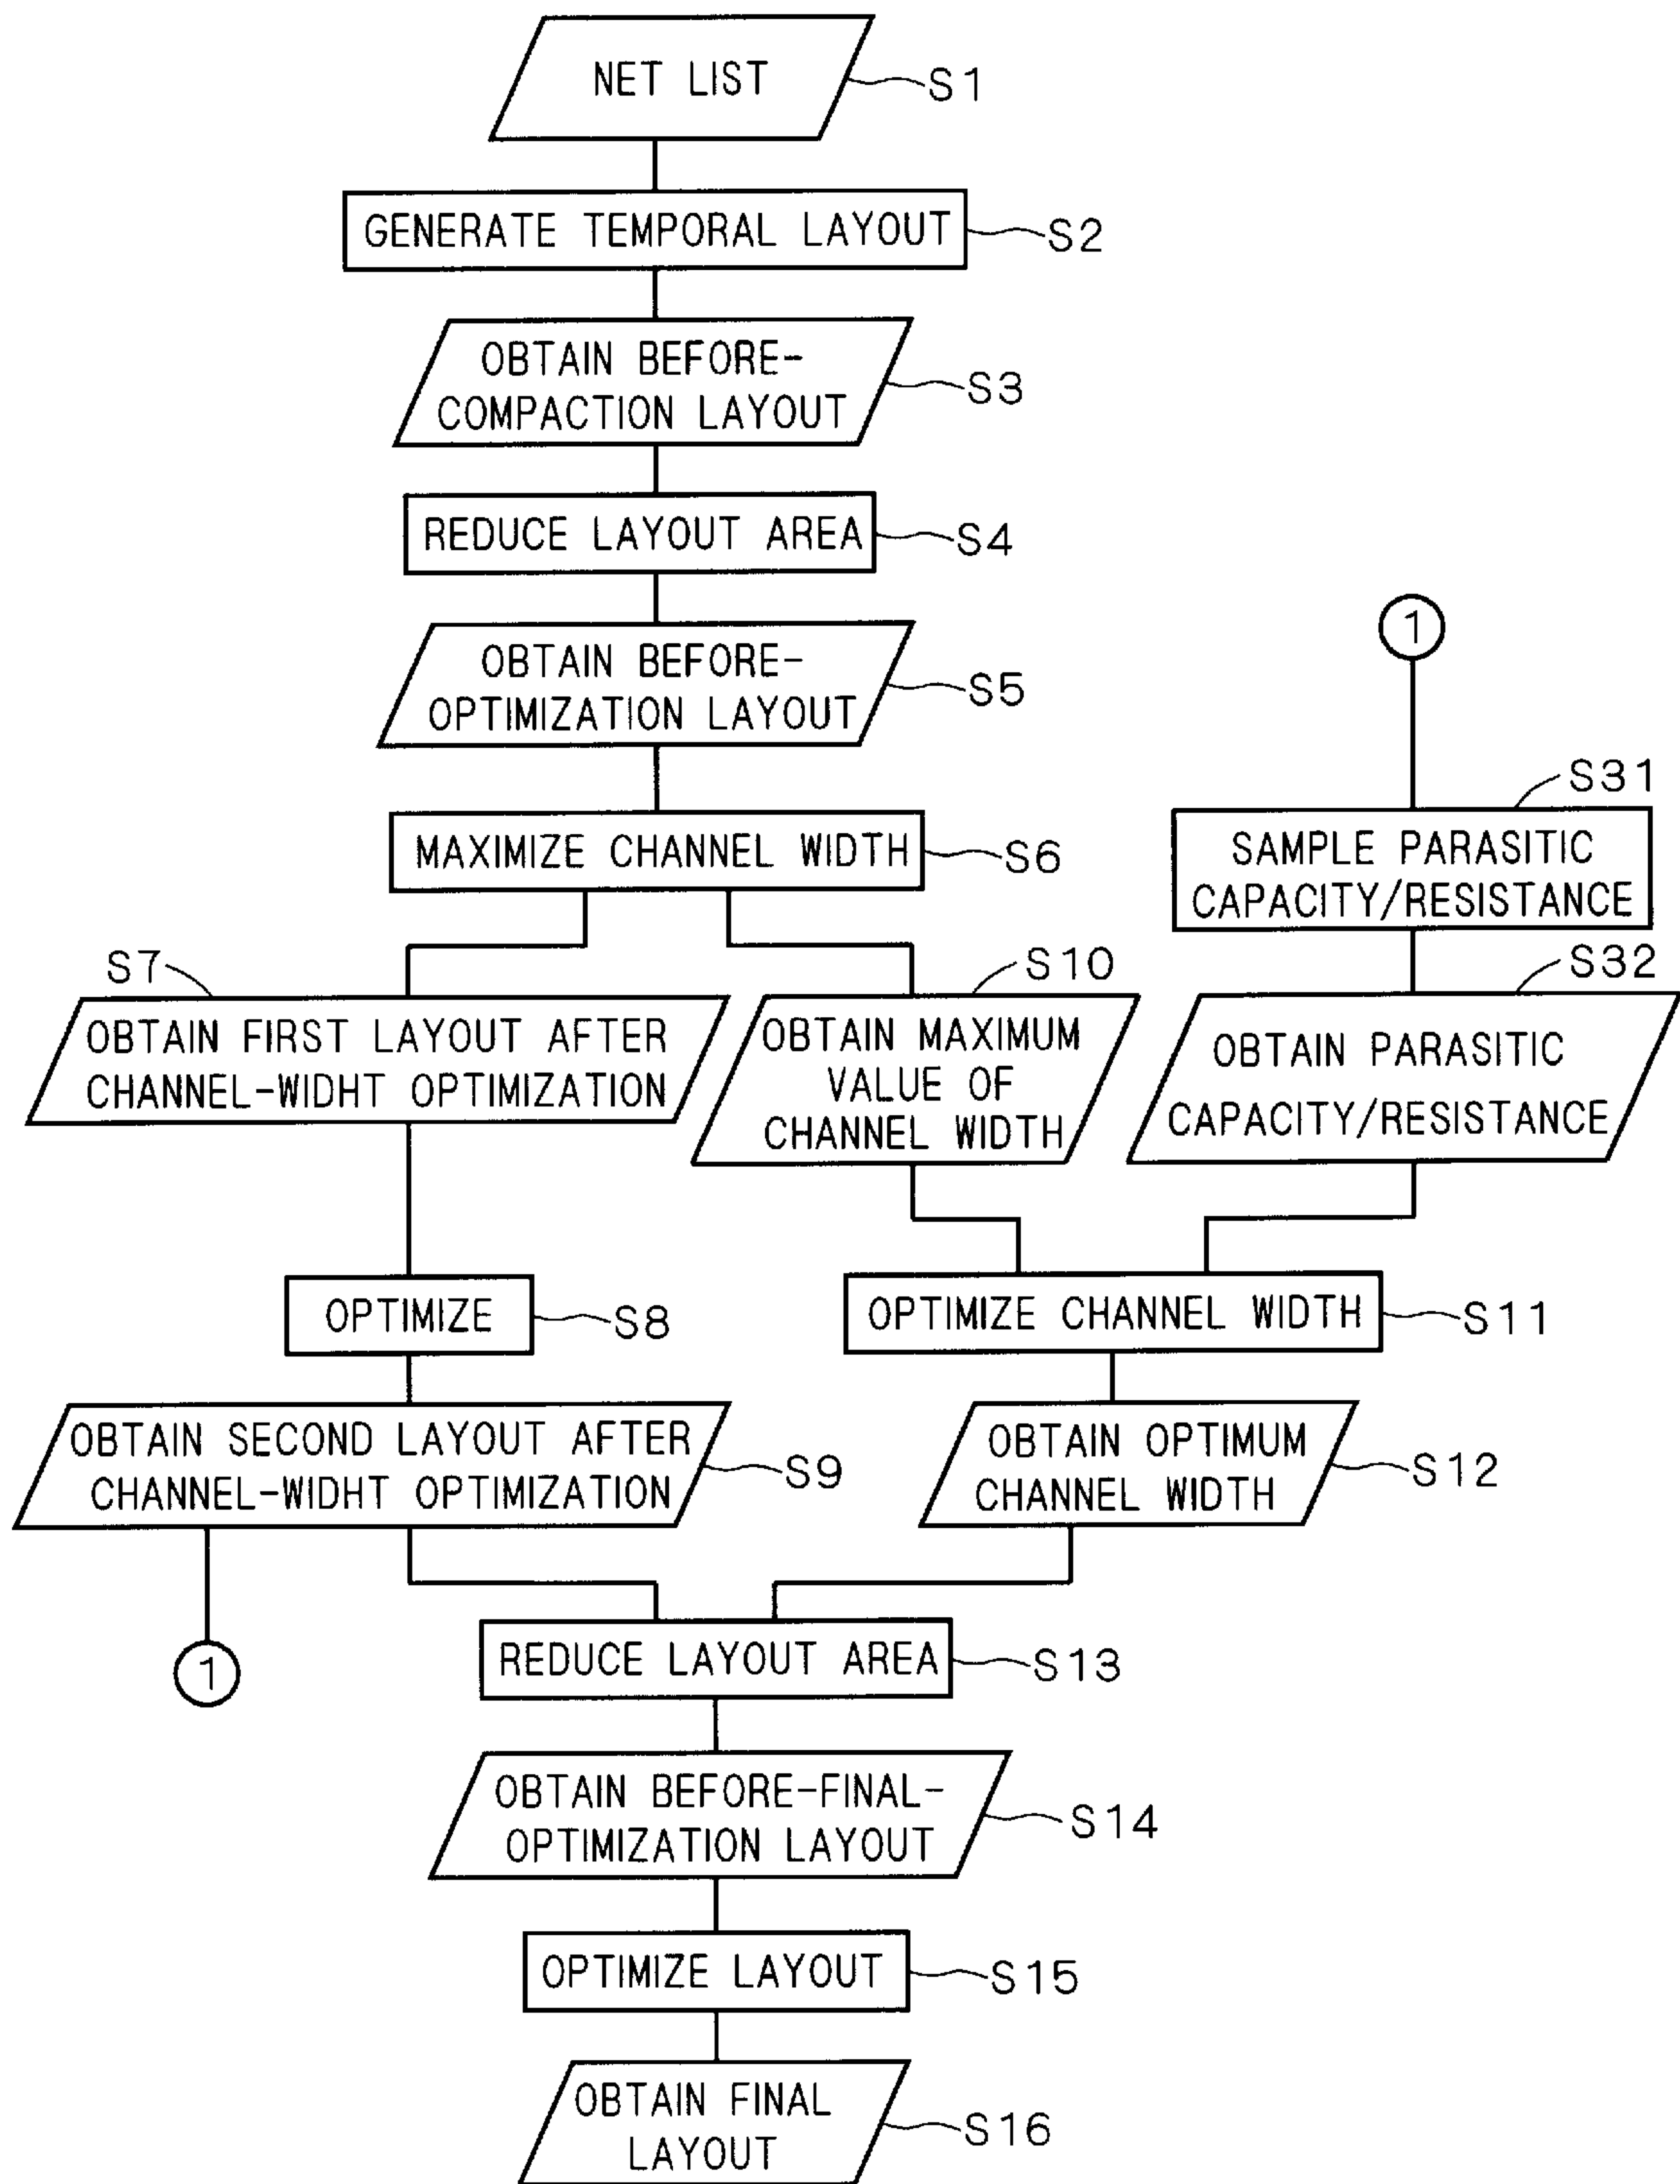 NET LIST
S1
GENERATE TEMPORAL LAYOUT
S2
OBTAIN BEFORE-
COMPACTION LAYOUT
S3
REDUCE LAYOUT AREA
S4
OBTAIN BEFORE-
OPTIMIZATION LAYOUT
S5
MAXIMIZE CHANNEL WIDTH
S6
1
S31
SAMPLE PARASITIC
CAPACITY/RESISTANCE
S7
OBTAIN FIRST LAYOUT AFTER
CHANNEL-WIDHT OPTIMIZATION
S10
OBTAIN MAXIMUM
VALUE OF
CHANNEL WIDTH
S32
OBTAIN PARASITIC
CAPACITY/RESISTANCE
OPTIMIZE
S8
OPTIMIZE CHANNEL WIDTH
S11
OBTAIN SECOND LAYOUT AFTER
CHANNEL-WIDHT OPTIMIZATION
S9
OBTAIN OPTIMUM
CHANNEL WIDTH
S12
1
REDUCE LAYOUT AREA
S13
OBTAIN BEFORE-FINAL-
OPTIMIZATION LAYOUT
S14
OPTIMIZE LAYOUT
S15
OBTAIN FINAL
LAYOUT
S16